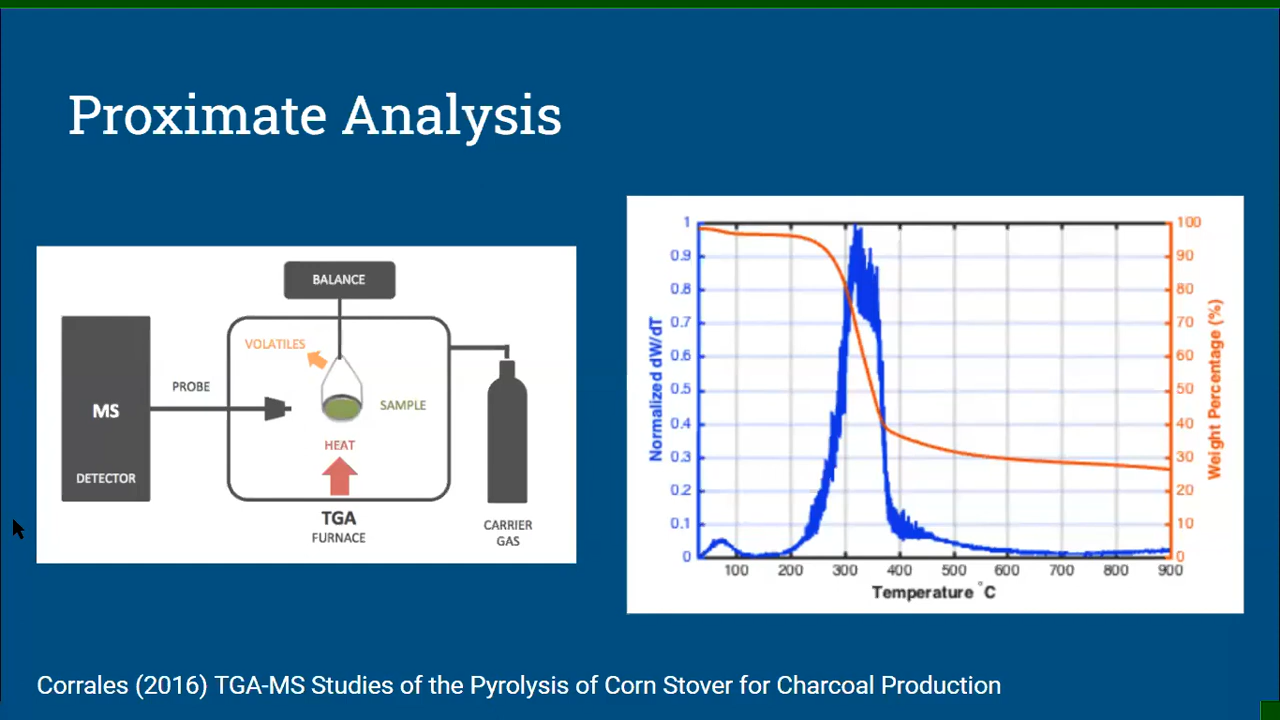 Proximate Analysis
BALANCE
VOLATILES
PROBE
MS
DETECTOR
SAMPLE
HEAT
TGA
FURNACE
CARRIER
GAS
Normalized dW/dT
1
0.9
0.8
0.7
0.6
0.5
0.4
0.3
0.2
0.1
0
100
90
80
70
60
50
40
30
20
10
0
Weight Percentage (%)
100 200 300 400 500 600 700 800 900
Temperature °C
Corrales (2016) TGA-MS Studies of the Pyrolysis of Corn Stover for Charcoal Production